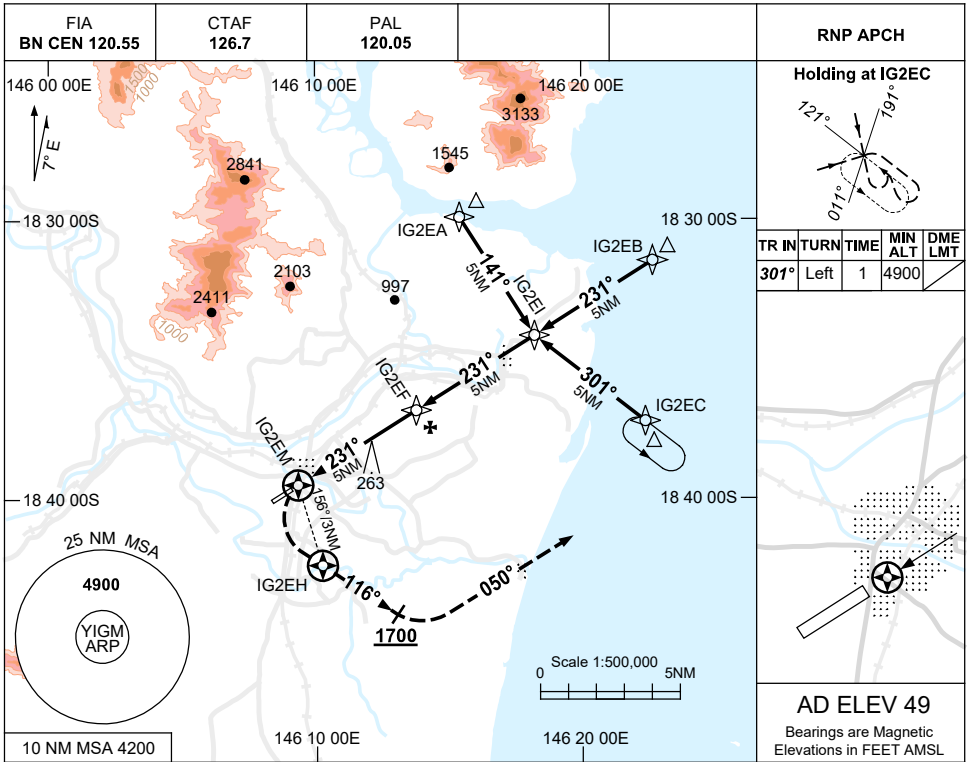 FIA
BN CEN 120.55
CTAF
126.7
PAL
120.05
RNP APCH
146 00 00E
146 10 00E
146 20 00E
7° E
1500
1000
3133
2841
1545
18 30 00S
18 30 00S
IG2EA
IG2EB
141°
5NM
IG2EI
231°
5NM
2103
2411
1000
997
231°
5NM
IG2EF
301°
5NM
IG2EC
IG2EM
231°
5NM
263
18 40 00S
18 40 00S
156°/3NM
IG2EH
116°
050°
1700
25 NM MSA
4900
YIGM
ARP
Scale 1:500,000
0
5NM
10 NM MSA 4200
146 10 00E
146 20 00E
Holding at IG2EC
121°
191°
011°
TR IN TURN TIME MIN ALT DME LMT
301° Left 1 4900
AD ELEV 49
Bearings are Magnetic
Elevations in FEET AMSL